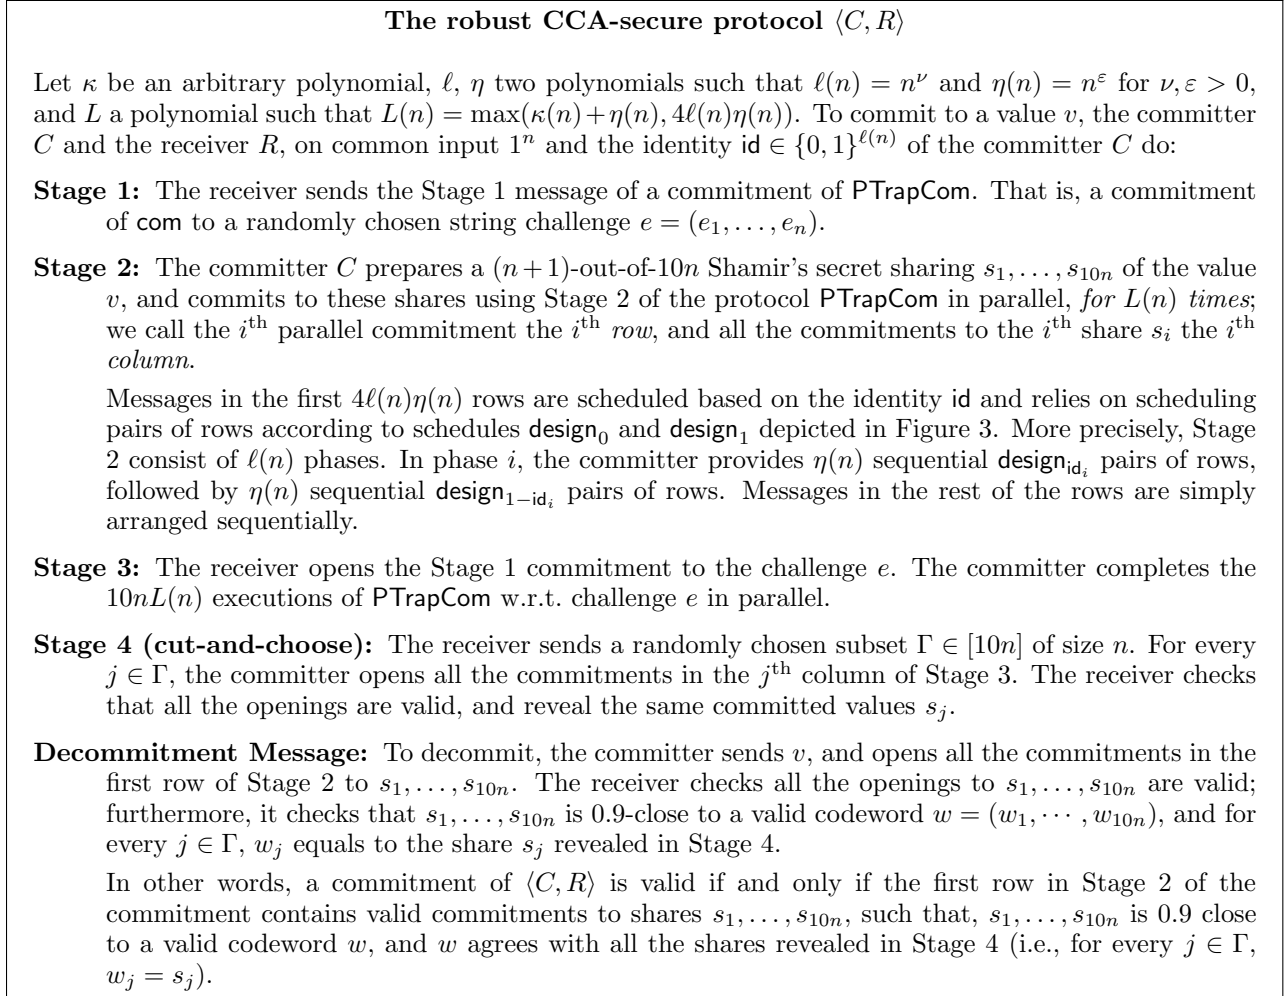 The robust CCA-secure protocol ⟨C, R⟩
Let κ be an arbitrary polynomial, ℓ, η two polynomials such that ℓ(n) = n^ν and η(n) = n^ε for ν, ε > 0,
and L a polynomial such that L(n) = max(κ(n)+η(n), 4ℓ(n)η(n)). To commit to a value v, the committer
C and the receiver R, on common input 1^n and the identity id ∈ {0, 1}^ℓ(n) of the committer C do:
Stage 1: The receiver sends the Stage 1 message of a commitment of PTrapCom. That is, a commitment
of com to a randomly chosen string challenge e = (e_1, . . . , e_n).
Stage 2: The committer C prepares a (n + 1)-out-of-10n Shamir's secret sharing s_1, . . . , s_10n of the value
v, and commits to these shares using Stage 2 of the protocol PTrapCom in parallel, for L(n) times;
we call the i^th parallel commitment the i^th row, and all the commitments to the i^th share s_i the i^th
column.
Messages in the first 4ℓ(n)η(n) rows are scheduled based on the identity id and relies on scheduling
pairs of rows according to schedules design_0 and design_1 depicted in Figure 3. More precisely, Stage
2 consist of ℓ(n) phases. In phase i, the committer provides η(n) sequential design_id_i pairs of rows,
followed by η(n) sequential design_1−id_i pairs of rows. Messages in the rest of the rows are simply
arranged sequentially.
Stage 3: The receiver opens the Stage 1 commitment to the challenge e. The committer completes the
10nL(n) executions of PTrapCom w.r.t. challenge e in parallel.
Stage 4 (cut-and-choose): The receiver sends a randomly chosen subset Γ ∈ [10n] of size n. For every
j ∈ Γ, the committer opens all the commitments in the j^th column of Stage 3. The receiver checks
that all the openings are valid, and reveal the same committed values s_j.
Decommitment Message: To decommit, the committer sends v, and opens all the commitments in the
first row of Stage 2 to s_1, . . . , s_10n. The receiver checks all the openings to s_1, . . . , s_10n are valid;
furthermore, it checks that s_1, . . . , s_10n is 0.9-close to a valid codeword w = (w_1, · · · , w_10n), and for
every j ∈ Γ, w_j equals to the share s_j revealed in Stage 4.
In other words, a commitment of ⟨C, R⟩ is valid if and only if the first row in Stage 2 of the
commitment contains valid commitments to shares s_1, . . . , s_10n, such that, s_1, . . . , s_10n is 0.9 close
to a valid codeword w, and w agrees with all the shares revealed in Stage 4 (i.e., for every j ∈ Γ,
w_j = s_j).